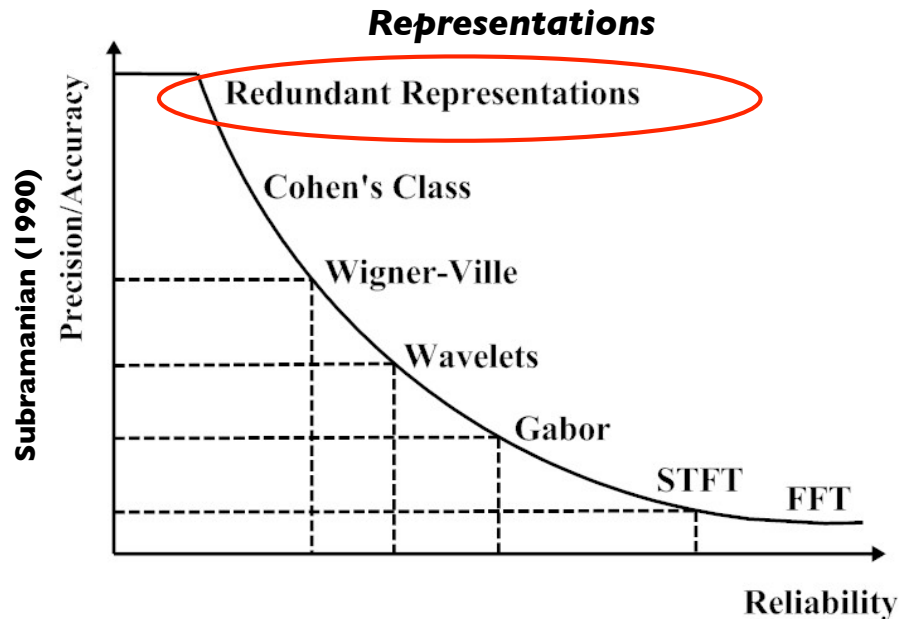 Representations
Subramanian (1990)
Precision/Accuracy
Redundant Representations
Cohen's Class
Wigner-Ville
Wavelets
Gabor
STFT
FFT
Reliability